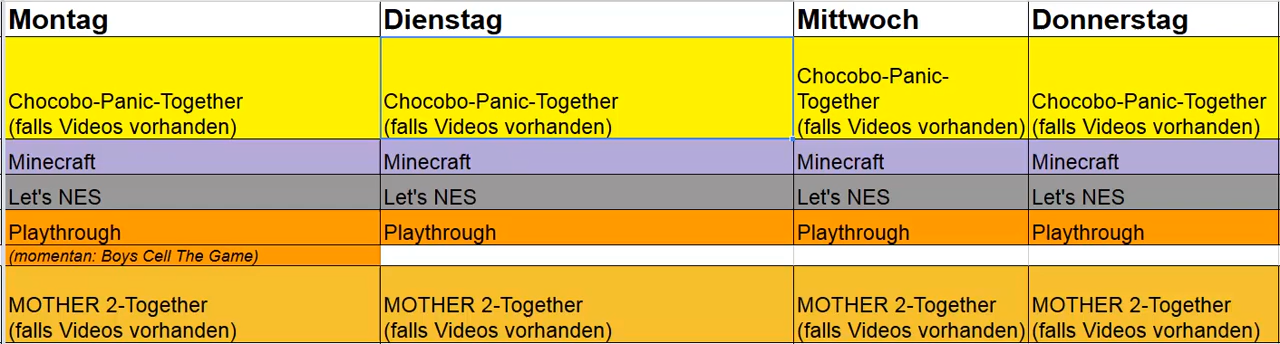 Montag Dienstag Mittwoch Donnerstag
Chocobo-Panic-Together
(falls Videos vorhanden)
Chocobo-Panic-Together
(falls Videos vorhanden)
Chocobo-Panic-
Together
(falls Videos vorhanden)
Chocobo-Panic-Together
(falls Videos vorhanden)
Minecraft Minecraft Minecraft Minecraft
Let's NES Let's NES Let's NES Let's NES
Playthrough Playthrough Playthrough Playthrough
(momentan: Boys Cell The Game)
MOTHER 2-Together
(falls Videos vorhanden)
MOTHER 2-Together
(falls Videos vorhanden)
MOTHER 2-Together
(falls Videos vorhanden)
MOTHER 2-Together
(falls Videos vorhanden)